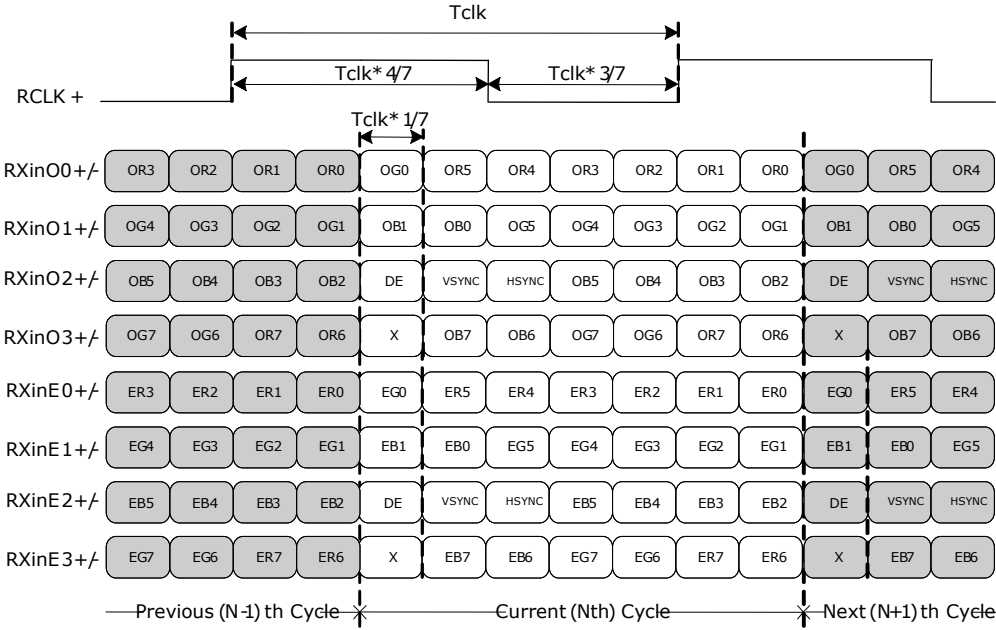 Tclk
Tclk* 4/7 Tclk* 3/7
RCLK +
Tclk* 1/7
RXinO0+/- OR3 OR2 OR1 OR0 OG0 OR5 OR4 OR3 OR2 OR1 OR0 OG0 OR5 OR4
RXinO1+/- OG4 OG3 OG2 OG1 OB1 OB0 OG5 OG4 OG3 OG2 OG1 OB1 OB0 OG5
RXinO2+/- OB5 OB4 OB3 OB2 DE VSYNC HSYNC OB5 OB4 OB3 OB2 DE VSYNC HSYNC
RXinO3+/- OG7 OG6 OR7 OR6 X OB7 OB6 OG7 OG6 OR7 OR6 X OB7 OB6
RXinE0+/- ER3 ER2 ER1 ER0 EG0 ER5 ER4 ER3 ER2 ER1 ER0 EG0 ER5 ER4
RXinE1+/- EG4 EG3 EG2 EG1 EB1 EB0 EG5 EG4 EG3 EG2 EG1 EB1 EB0 EG5
RXinE2+/- EB5 EB4 EB3 EB2 DE VSYNC HSYNC EB5 EB4 EB3 EB2 DE VSYNC HSYNC
RXinE3+/- EG7 EG6 ER7 ER6 X EB7 EB6 EG7 EG6 ER7 ER6 X EB7 EB6
Previous (N-1) th Cycle Current (Nth) Cycle Next (N+1) th Cycle